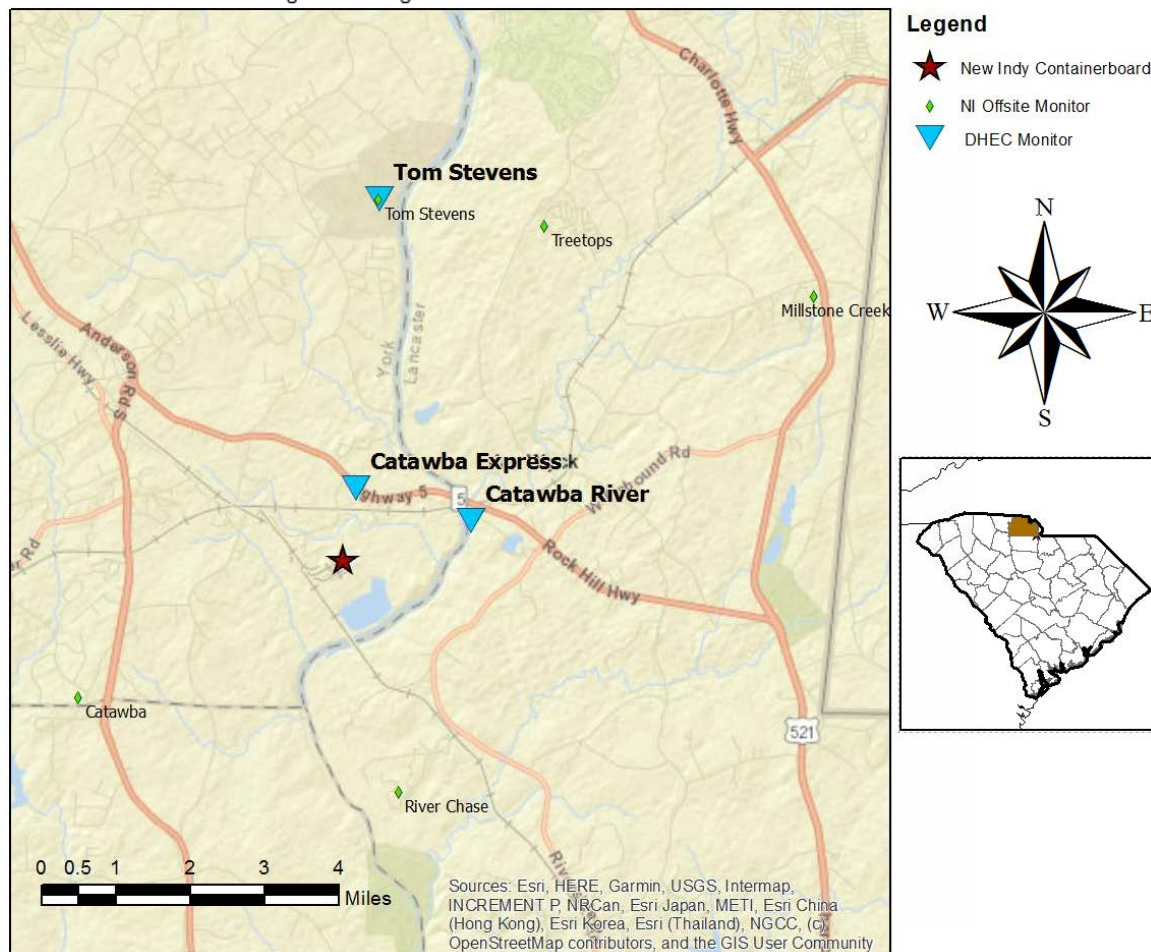 Legend
New Indy Containerboard
NI Offsite Monitor
DHEC Monitor
Charlotte Hwy
Tom Stevens
Tom Stevens
Treetops
Millstone Creek
N
W
E
S
Lesslie Hwy
Anderson Rd S
York
Lancaster
Catawba Express
Highway 5
5
Catawba River
Rock Hill Hwy
Catawba
521
River Chase
0 0.5 1 2 3 4
Miles
Sources: Esri, HERE, Garmin, USGS, Intermap,
INCREMENT P, NRCan, Esri Japan, METI, Esri China
(Hong Kong), Esri Korea, Esri (Thailand), NGCC, (c)
OpenStreetMap contributors, and the GIS User Community